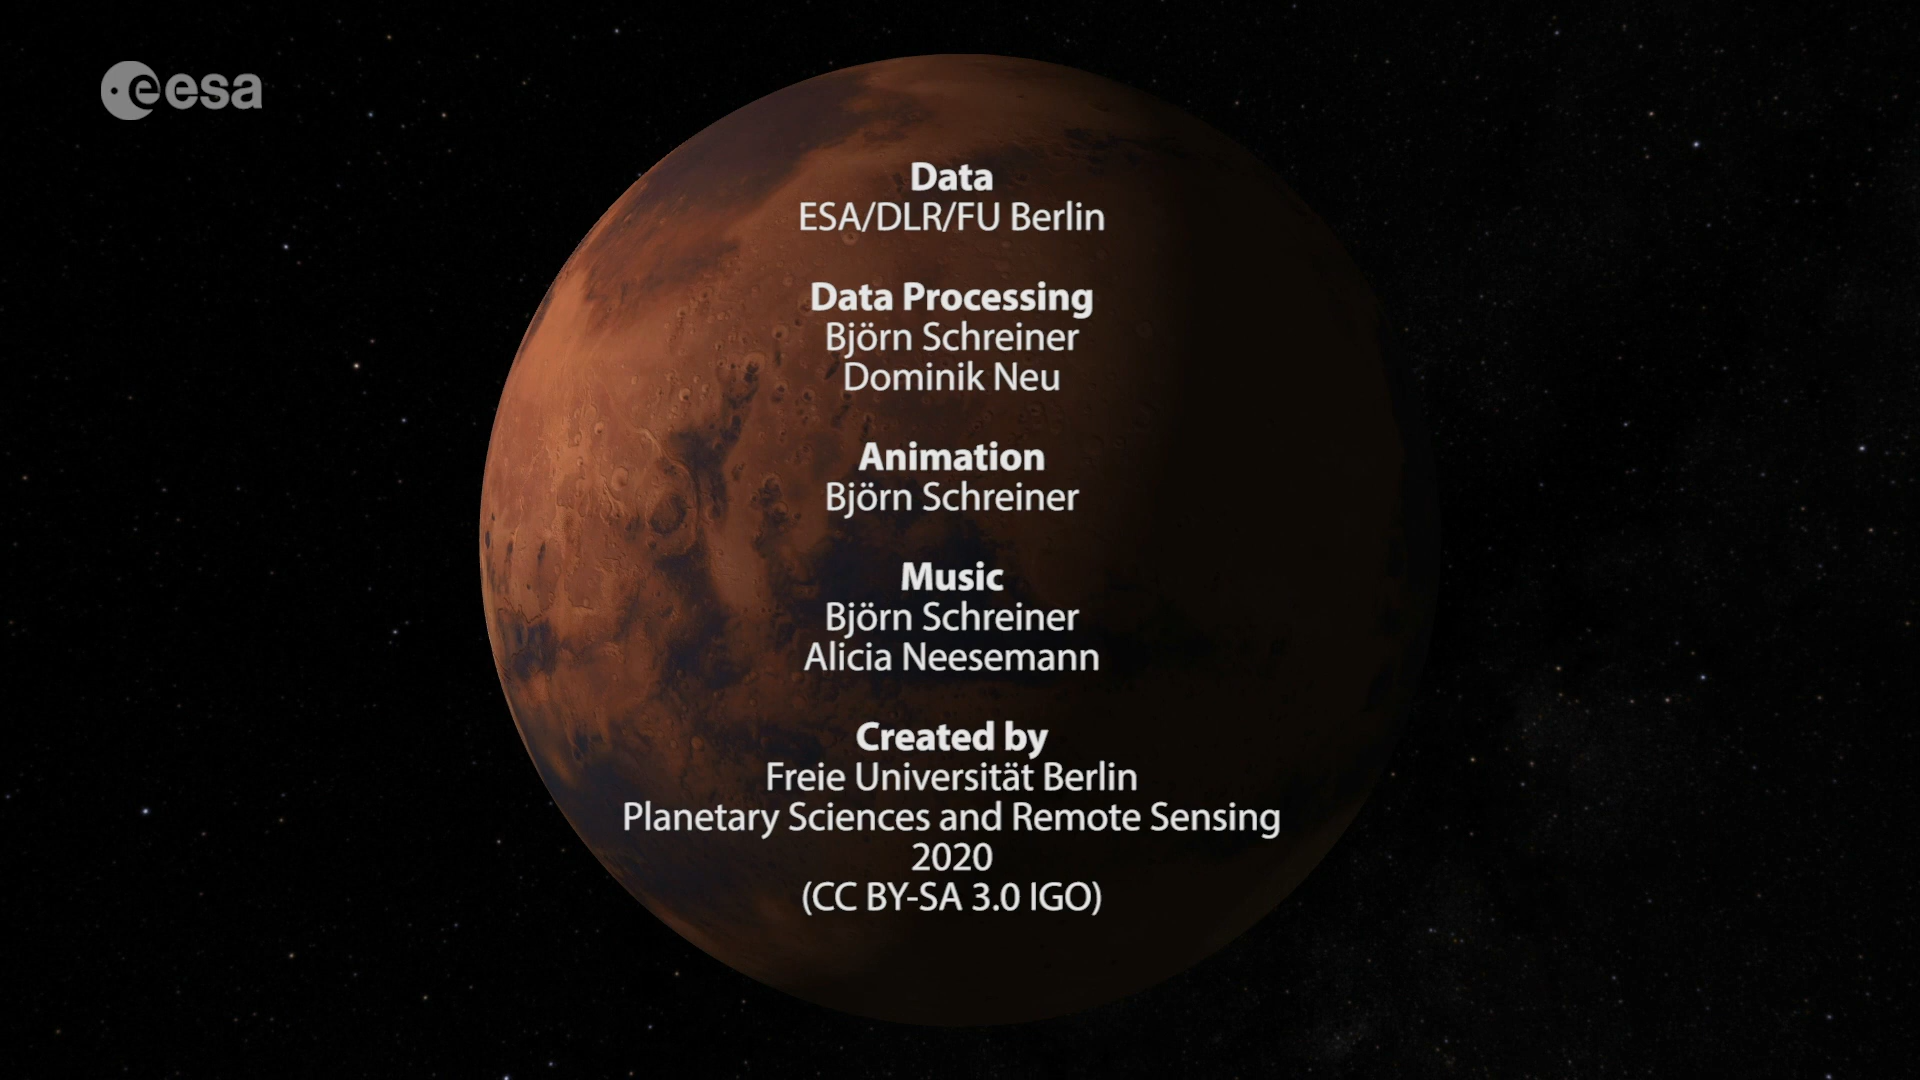 eesa
Data
ESA/DLR/FU Berlin
Data Processing
Björn Schreiner
Dominik Neu
Animation
Björn Schreiner
Music
Björn Schreiner
Alicia Neesemann
Created by
Freie Universität Berlin
Planetary Sciences and Remote Sensing
2020
(CC BY-SA 3.0 IGO)